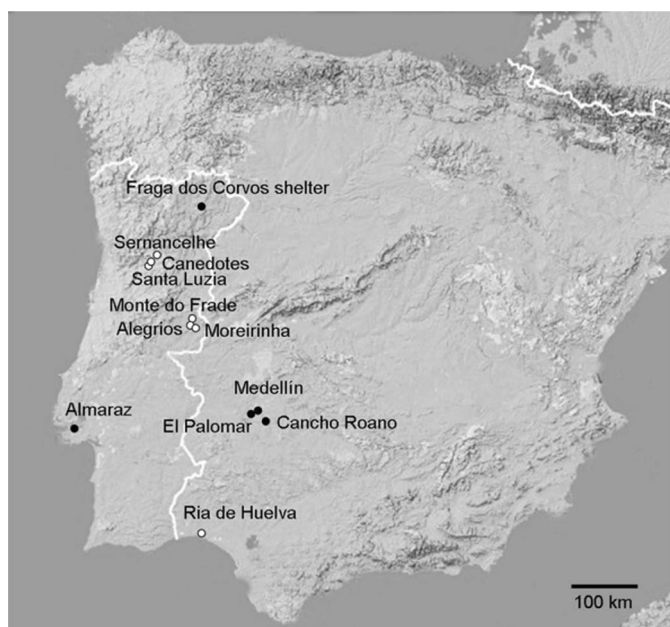 Fraga dos Corvos shelter
Sernancelhe
Canedotes
Santa Luzia
Monte do Frade
Alegrios
Moreirinha
Medellín
Almaraz
El Palomar
Cancho Roano
Ria de Huelva
100 km